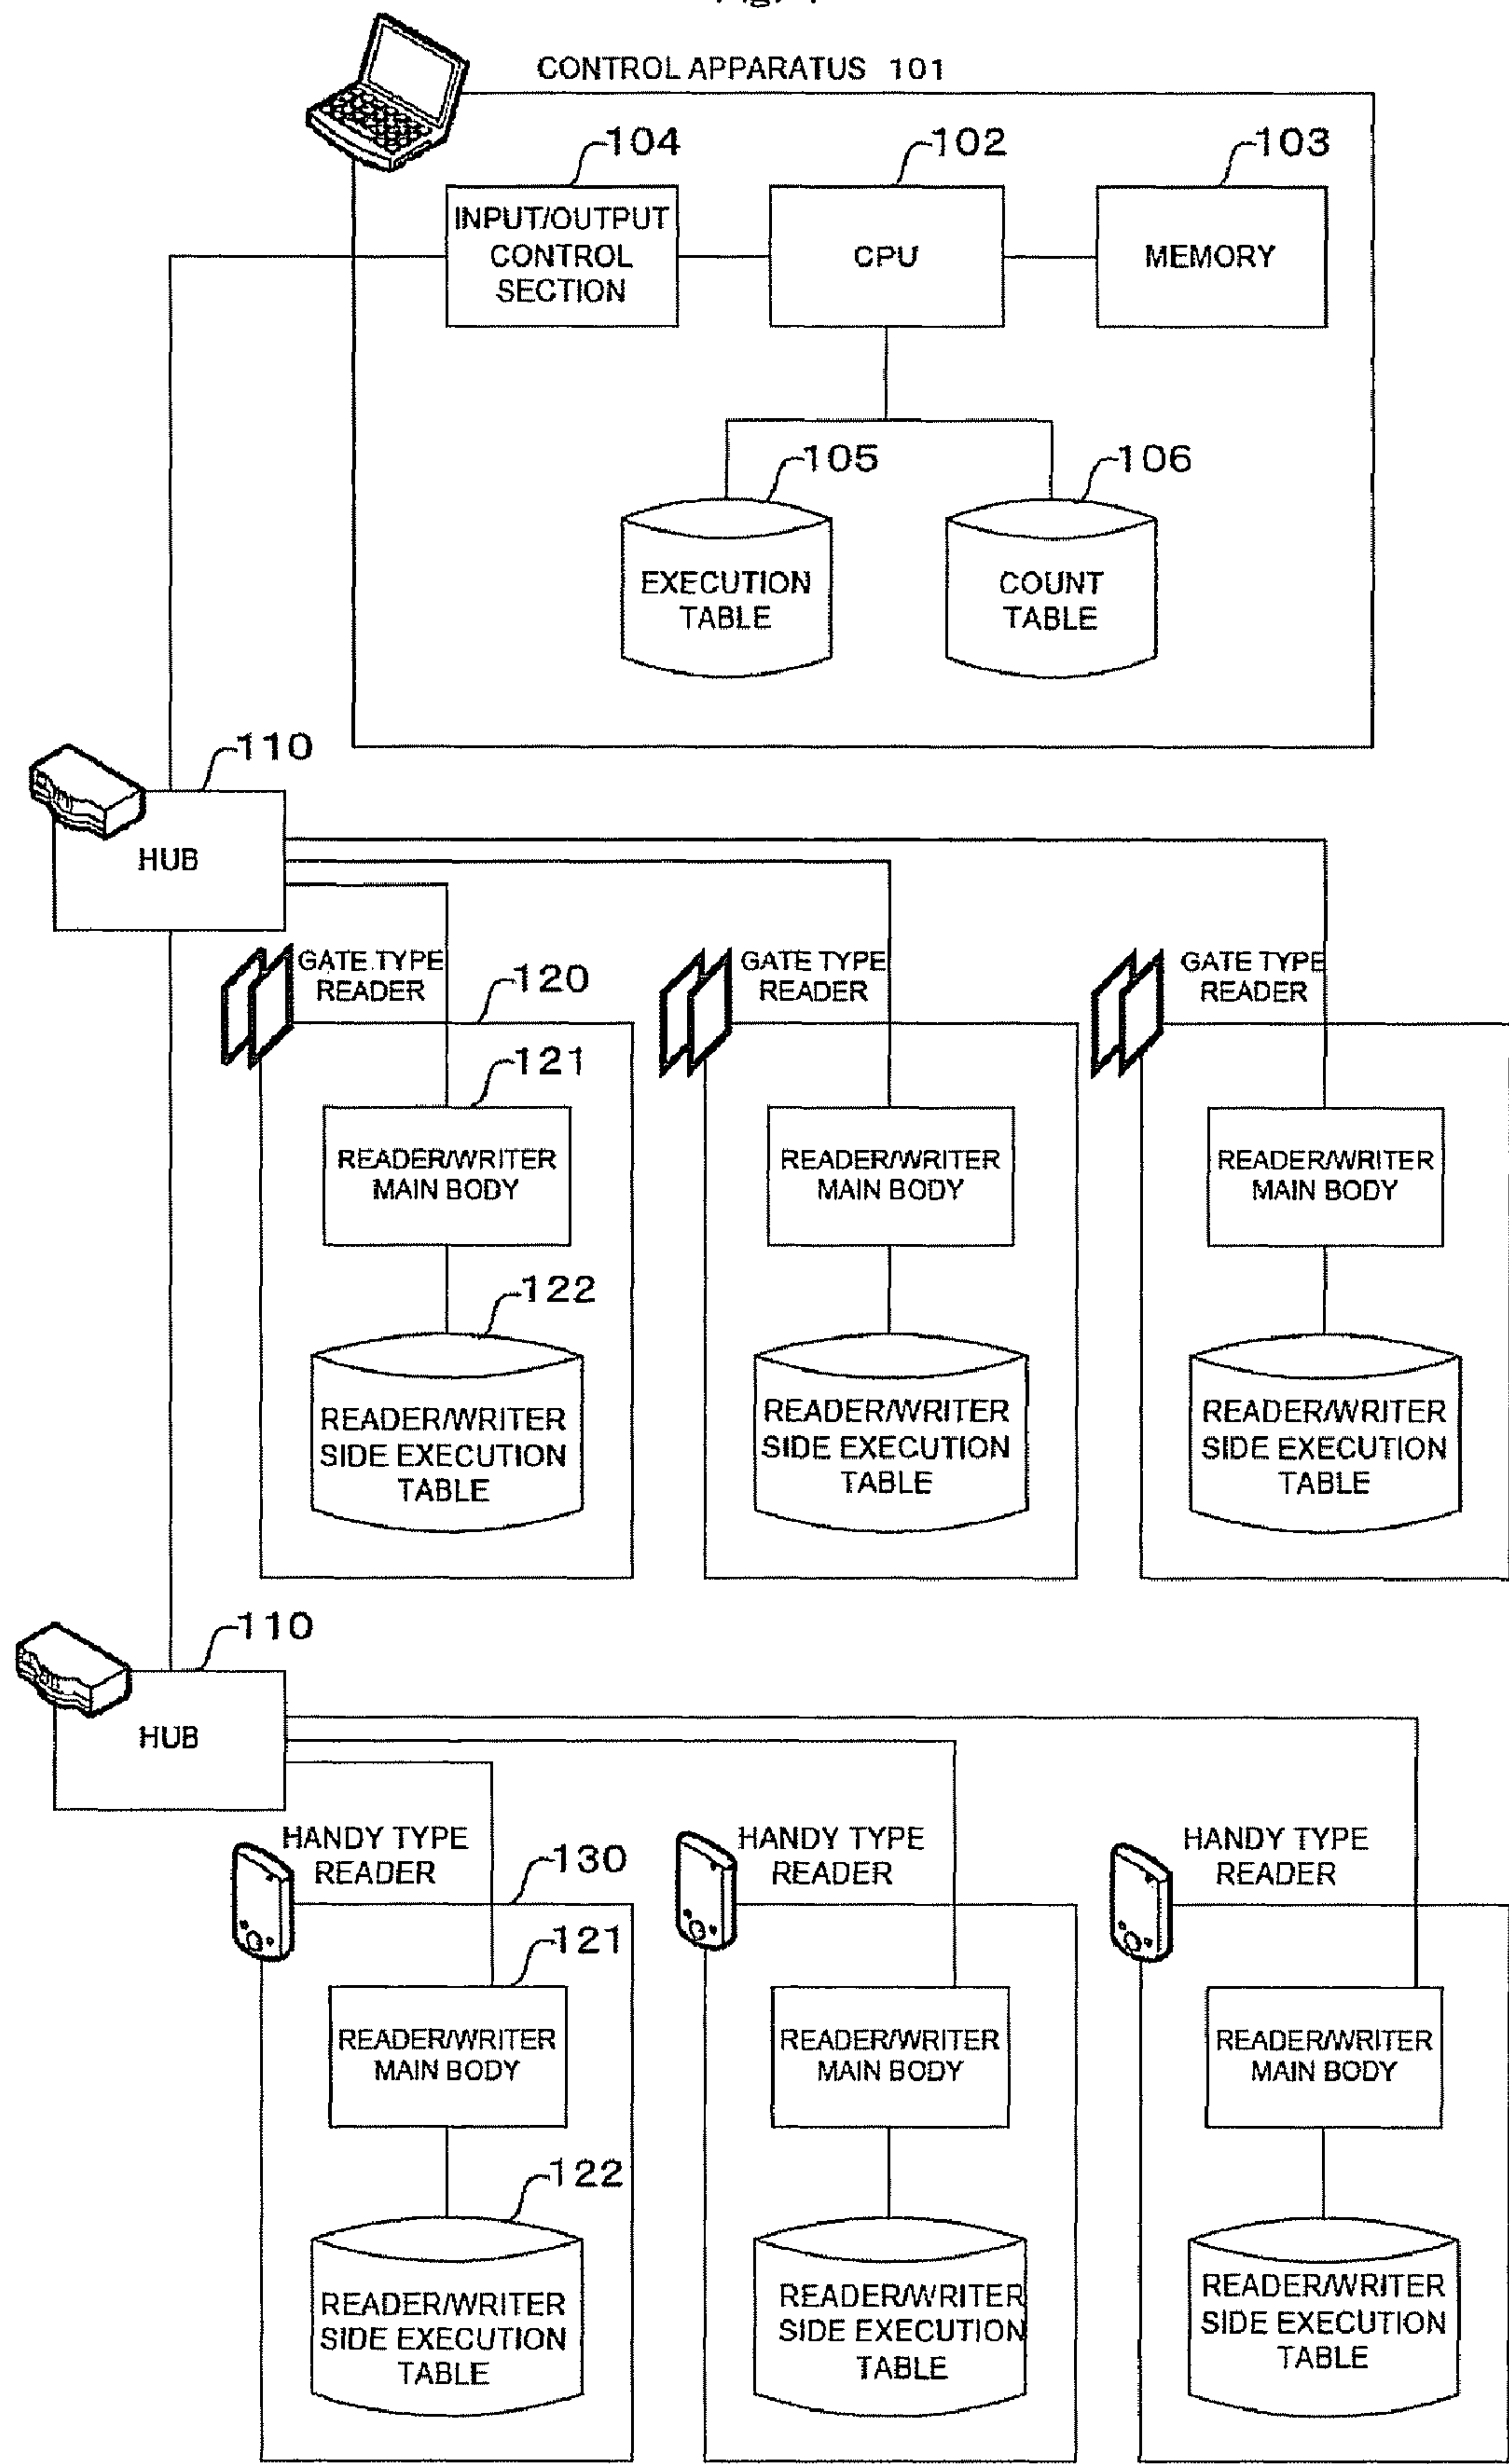 CONTROL APPARATUS 101
104
102
103
INPUT/OUTPUT
CONTROL
SECTION
CPU
MEMORY
105
106
EXECUTION
TABLE
COUNT
TABLE
110
HUB
GATE TYPE
READER
120
GATE TYPE
READER
GATE TYPE
READER
121
READER/WRITER
MAIN BODY
READER/WRITER
MAIN BODY
READER/WRITER
MAIN BODY
122
READER/WRITER
SIDE EXECUTION
TABLE
READER/WRITER
SIDE EXECUTION
TABLE
READER/WRITER
SIDE EXECUTION
TABLE
110
HUB
HANDY TYPE
READER
130
HANDY TYPE
READER
HANDY TYPE
READER
121
READER/WRITER
MAIN BODY
READER/WRITER
MAIN BODY
READER/WRITER
MAIN BODY
122
READER/WRITER
SIDE EXECUTION
TABLE
READER/WRITER
SIDE EXECUTION
TABLE
READER/WRITER
SIDE EXECUTION
TABLE